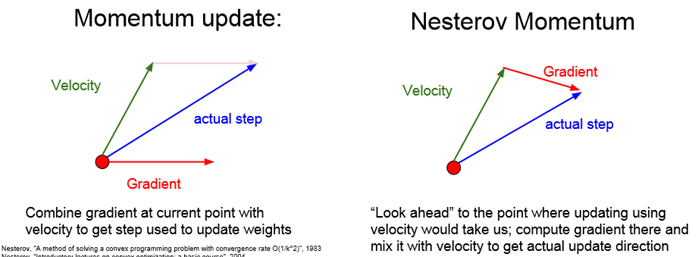 Momentum update:
Velocity
actual step
Gradient
Combine gradient at current point with
velocity to get step used to update weights
Nesterov, "A method of solving a convex programming problem with convergence rate O(1/k^2)", 1983
Nesterov, "Introductory lectures on convex optimization: a basic course", 2004
Nesterov Momentum
Gradient
Velocity
actual step
"Look ahead" to the point where updating using
velocity would take us; compute gradient there and
mix it with velocity to get actual update direction